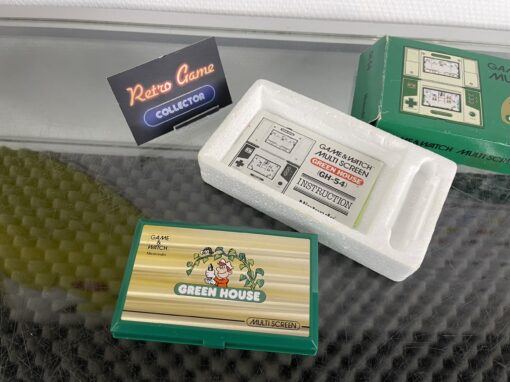 Retro Game
COLLECTOR
GAME & WATCH
MULTI SCREEN
GREEN HOUSE
(GH-54)
INSTRUCTION
Nintendo
GAME & WATCH MULTI SCREEN
GAME
&
WATCH
Nintendo
GREEN HOUSE
MULTI SCREEN